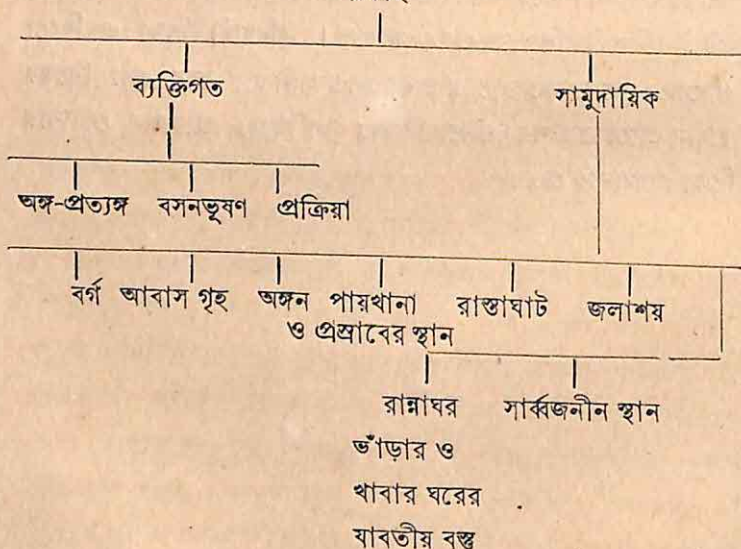 ব্যক্তিগত সামুদায়িক
অঙ্গ-প্রত্যঙ্গ বসনভূষণ প্রক্রিয়া
বর্গ আবাস গৃহ অঙ্গন পায়খানা রাস্তাঘাট জলাশয়
ও প্রস্রাবের স্থান
রান্নাঘর সার্ব্বজনীন স্থান
ভাঁড়ার ও
খাবার ঘরের
যাবতীয় বস্তু